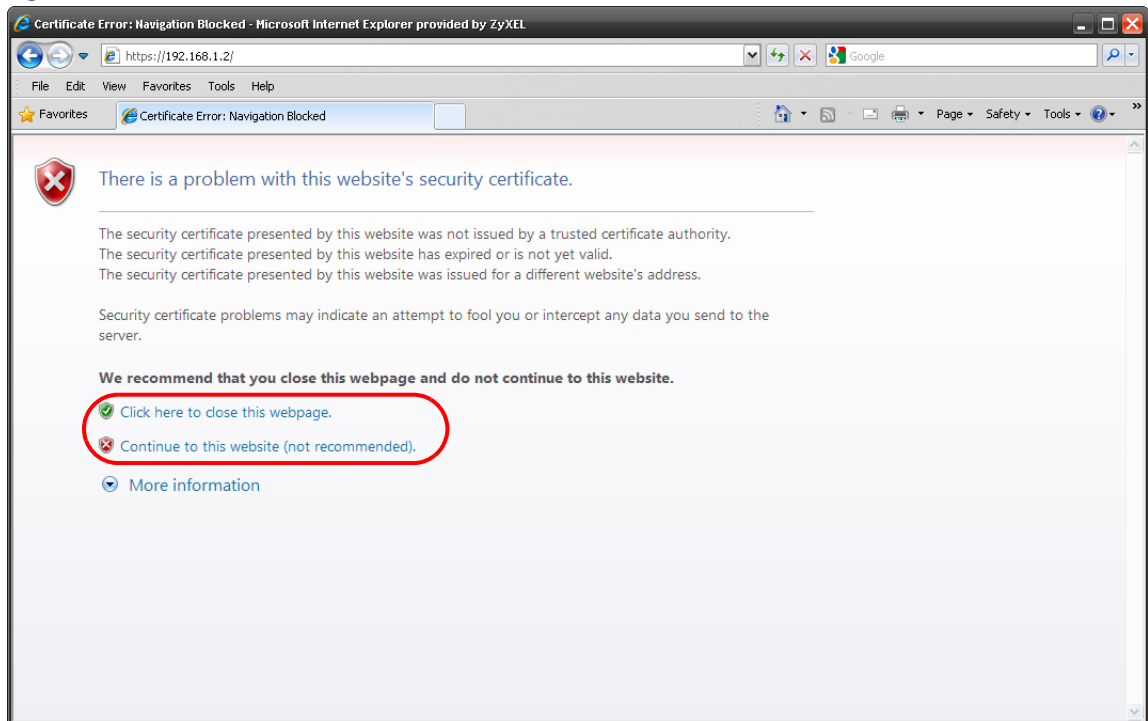 Certificate Error: Navigation Blocked - Microsoft Internet Explorer provided by ZyXEL
https://192.168.1.2/
Google
File Edit View Favorites Tools Help
Favorites
Certificate Error: Navigation Blocked
Page Safety Tools
There is a problem with this website's security certificate.
The security certificate presented by this website was not issued by a trusted certificate authority.
The security certificate presented by this website has expired or is not yet valid.
The security certificate presented by this website was issued for a different website's address.
Security certificate problems may indicate an attempt to fool you or intercept any data you send to the
server.
We recommend that you close this webpage and do not continue to this website.
Click here to close this webpage.
Continue to this website (not recommended).
More information